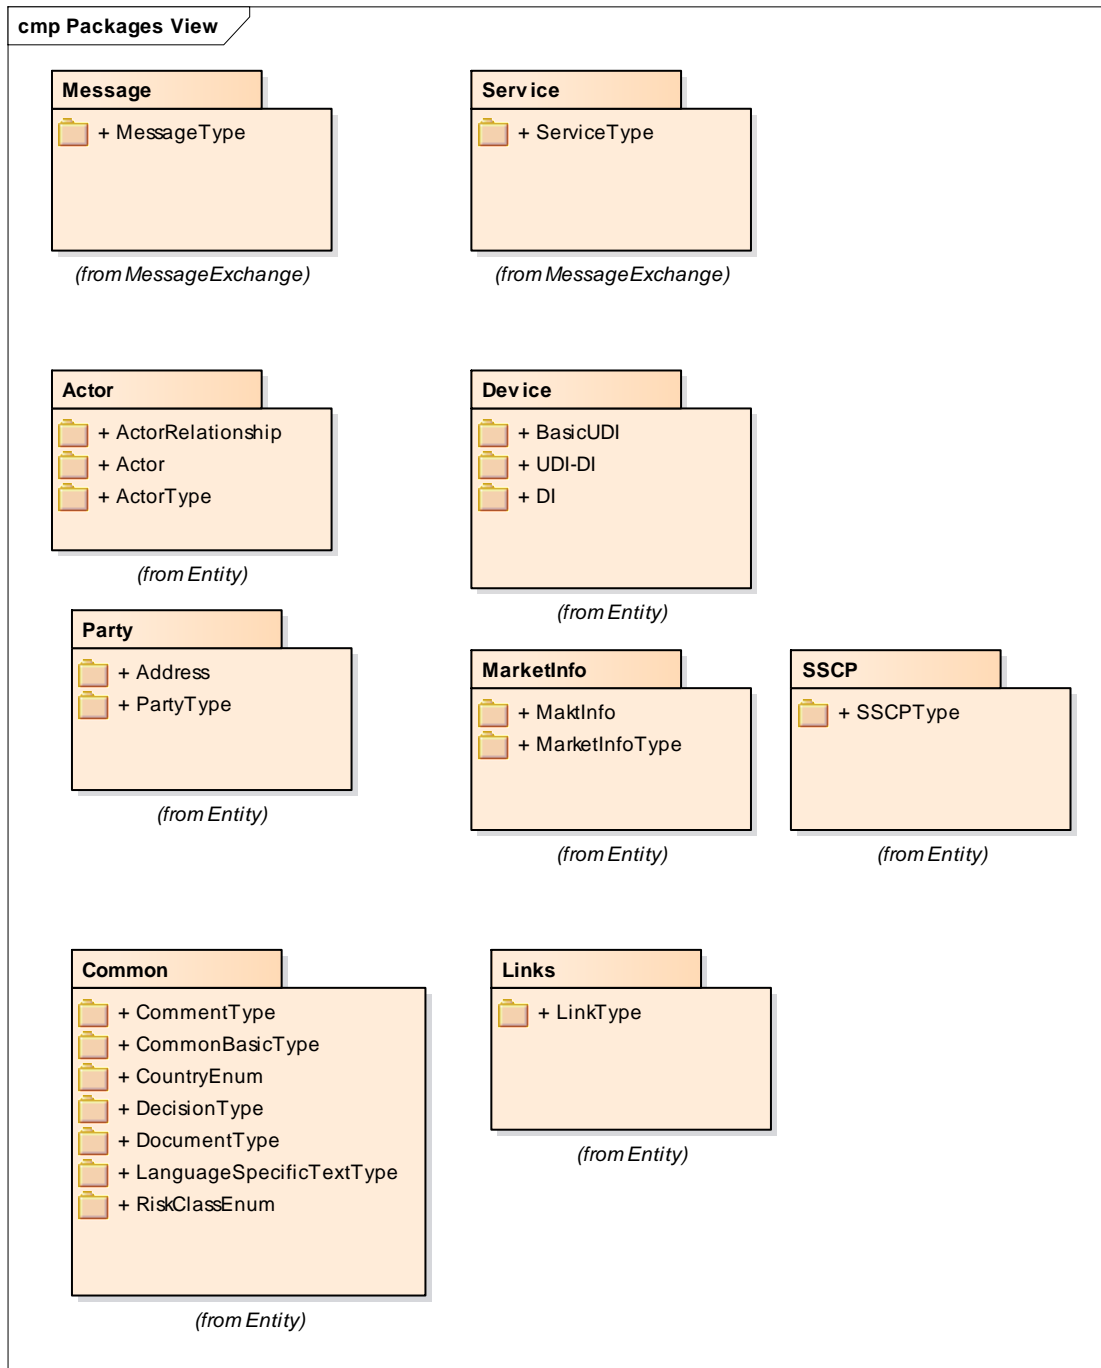 cmp Packages View
Message
+ MessageType
(from MessageExchange)
Service
+ ServiceType
(from MessageExchange)
Actor
+ ActorRelationship
+ Actor
+ ActorType
(from Entity)
Device
+ BasicUDI
+ UDI-DI
+ DI
(from Entity)
Party
+ Address
+ PartyType
(from Entity)
MarketInfo
+ MaktInfo
+ MarketInfoType
(from Entity)
SSCP
+ SSCPType
(from Entity)
Common
+ CommentType
+ CommonBasicType
+ CountryEnum
+ DecisionType
+ DocumentType
+ LanguageSpecificTextType
+ RiskClassEnum
(from Entity)
Links
+ LinkType
(from Entity)